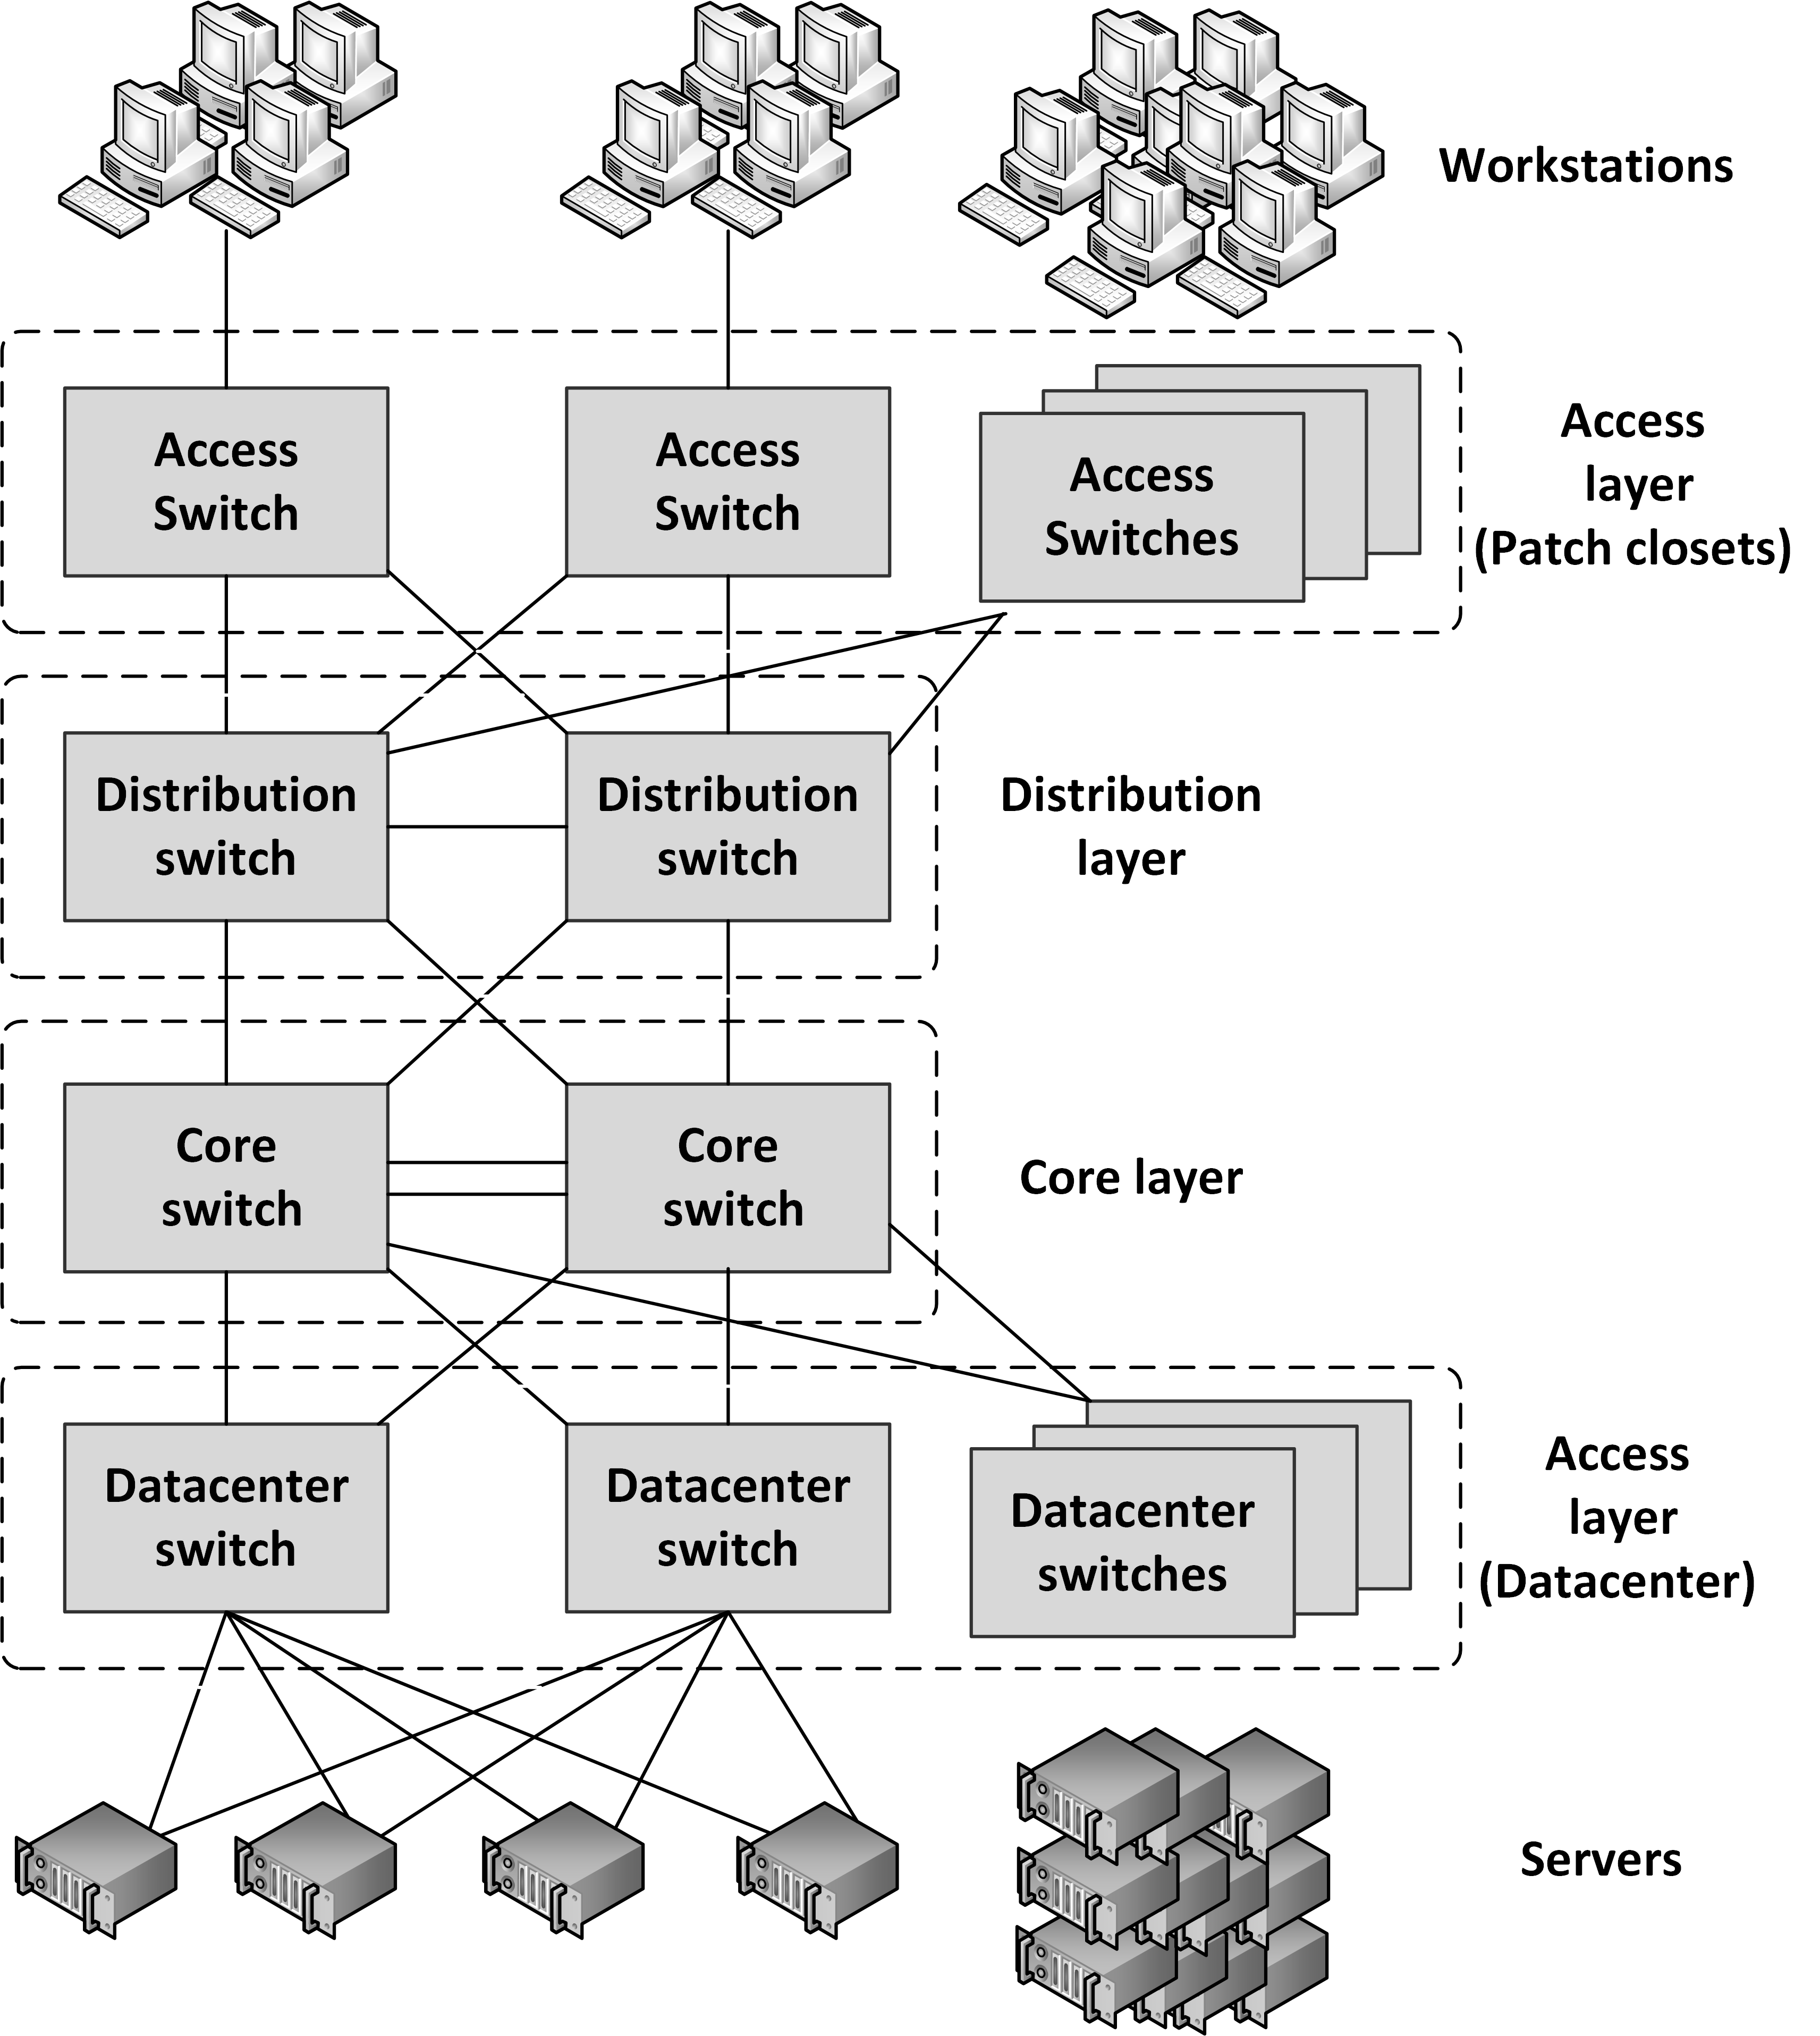 Workstations
Access
Switch
Access
Switch
Access
Switches
Access
layer
(Patch closets)
Distribution
switch
Distribution
switch
Distribution
layer
Core
switch
Core
switch
Core layer
Datacenter
switch
Datacenter
switch
Datacenter
switches
Access
layer
(Datacenter)
Servers